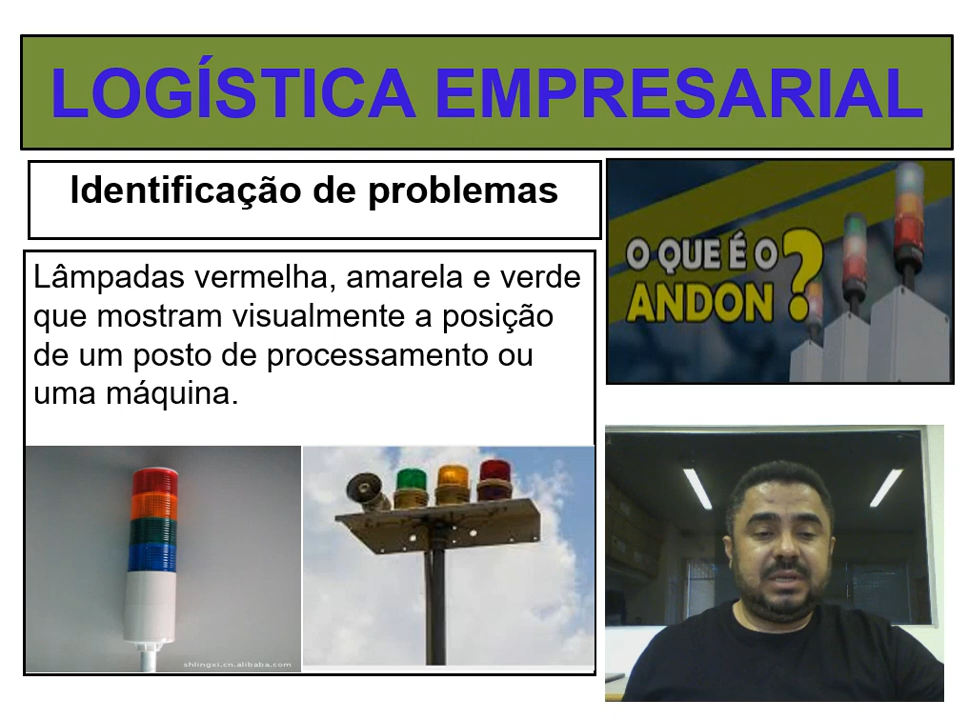 LOGÍSTICA EMPRESARIAL
Identificação de problemas
O QUE É O
ANDON ?
Lâmpadas vermelha, amarela e verde
que mostram visualmente a posição
de um posto de processamento ou
uma máquina.
shlingxi.cn.alibaba.com